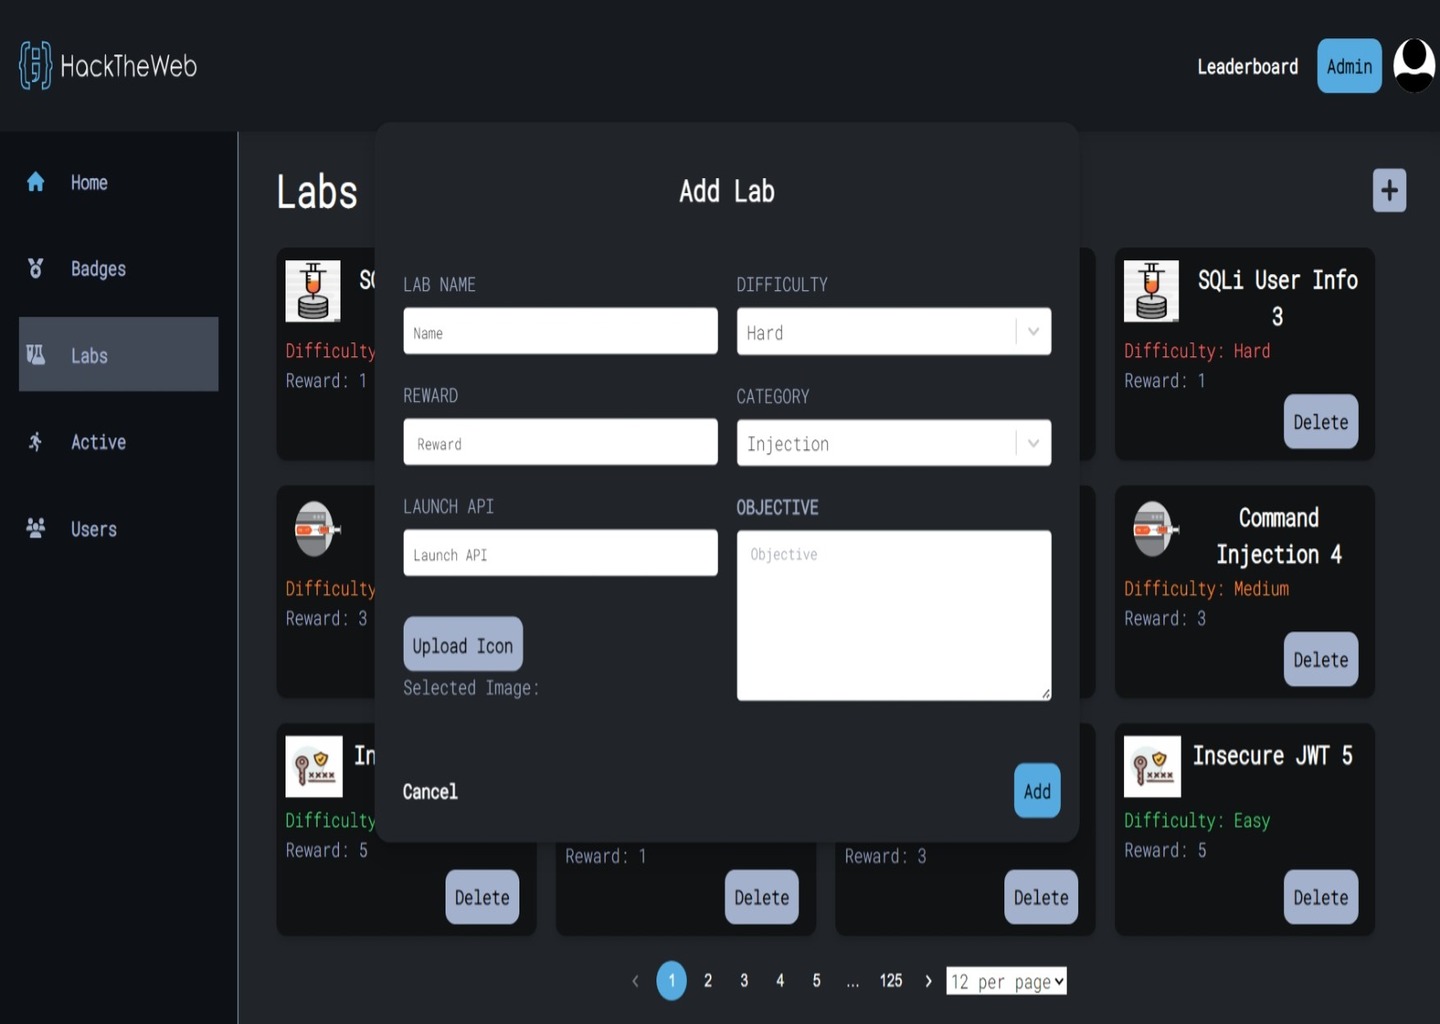 HackTheWeb
Leaderboard
Admin
Home
Badges
Labs
Active
Users
Labs
Add Lab
LAB NAME
Name
DIFFICULTY
Hard
REWARD
Reward
CATEGORY
Injection
LAUNCH API
Launch API
OBJECTIVE
Objective
Upload Icon
Selected Image:
Cancel
Add
Difficulty
Reward: 1
SQLi User Info
3
Difficulty: Hard
Reward: 1
Delete
Difficulty
Reward: 3
Command
Injection 4
Difficulty: Medium
Reward: 3
Delete
In
Difficulty
Reward: 5
Delete
Reward: 1
Delete
Reward: 3
Delete
Insecure JWT 5
Difficulty: Easy
Reward: 5
Delete
1 2 3 4 5 ... 125
12 per page